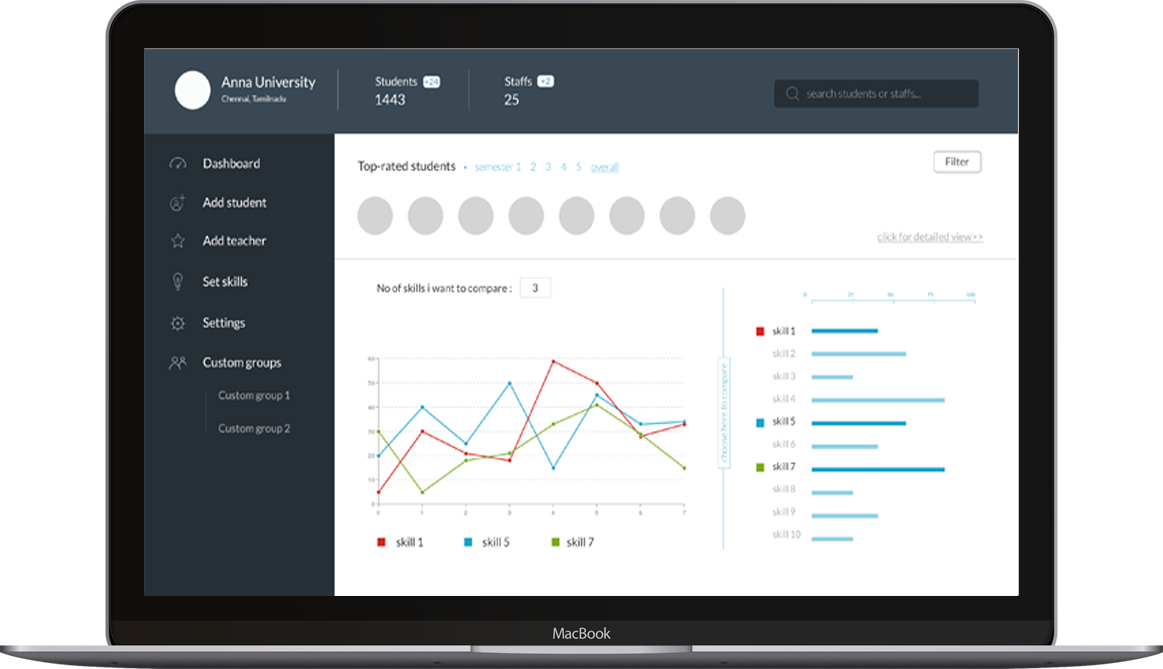 Anna University
Chennai, Tamilnadu
Students +24
1443
Staffs +2
25
search students or staffs...
Dashboard
Add student
Add teacher
Set skills
Settings
Custom groups
Custom group 1
Custom group 2
Top-rated students • semester 1 2 3 4 5 overall
Filter
click for detailed view>>
No of skills i want to compare : 3
60
50
40
30
20
10
0
0 1 2 3 4 5 6 7
skill 1 skill 5 skill 7
choose here to compare
0 25 50 75 100
skill 1
skill 2
skill 3
skill 4
skill 5
skill 6
skill 7
skill 8
skill 9
skill 10
MacBook